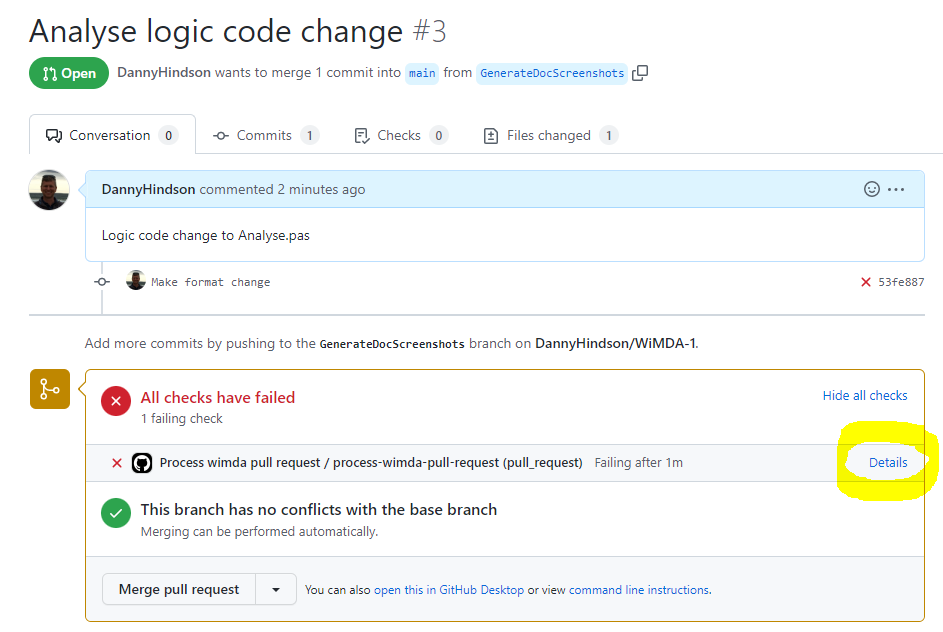 Analyse logic code change #3
Open DannyHindson wants to merge 1 commit into main from GenerateDocScreenshots
Conversation 0 Commits 1 Checks 0 Files changed 1
DannyHindson commented 2 minutes ago
Logic code change to Analyse.pas
Make format change 53fe887
Add more commits by pushing to the GenerateDocScreenshots branch on DannyHindson/WiMDA-1.
All checks have failed Hide all checks
1 failing check
Process wimda pull request / process-wimda-pull-request (pull_request) Failing after 1m Details
This branch has no conflicts with the base branch
Merging can be performed automatically.
Merge pull request You can also open this in GitHub Desktop or view command line instructions.